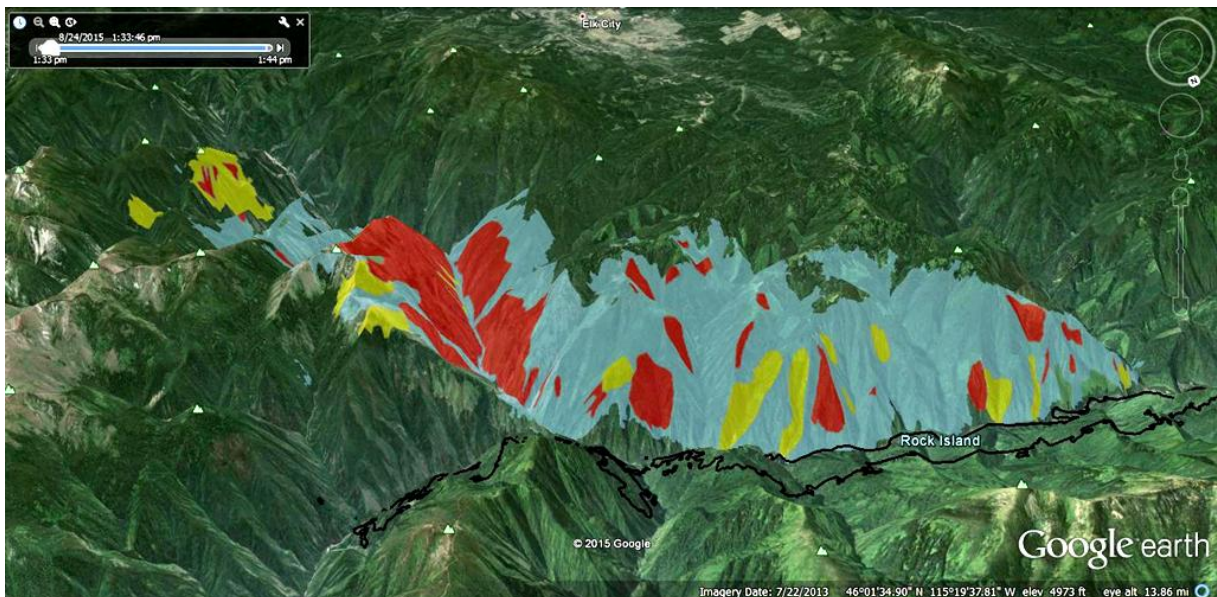 Elk City
8/24/2015 1:33:46 pm
1:33 pm
1:44 pm
N
Rock Island
© 2015 Google
Google earth
Imagery Date: 7/22/2013 46°01'34.90" N 115°19'37.81" W elev 4973 ft eye alt 13.86 mi